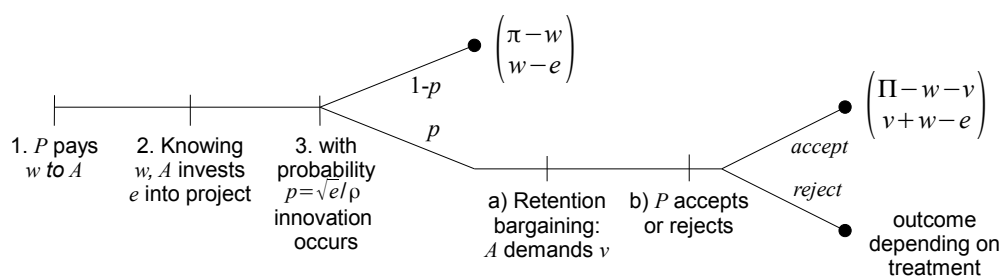 1. P pays
w to A
2. Knowing
w, A invests
e into project
3. with
probability
p=√e/ρ
innovation
occurs
1-p
(π−w
w−e)
p
a) Retention
bargaining:
A demands v
b) P accepts
or rejects
accept
(Π−w−v
v+w−e)
reject
outcome
depending on
treatment